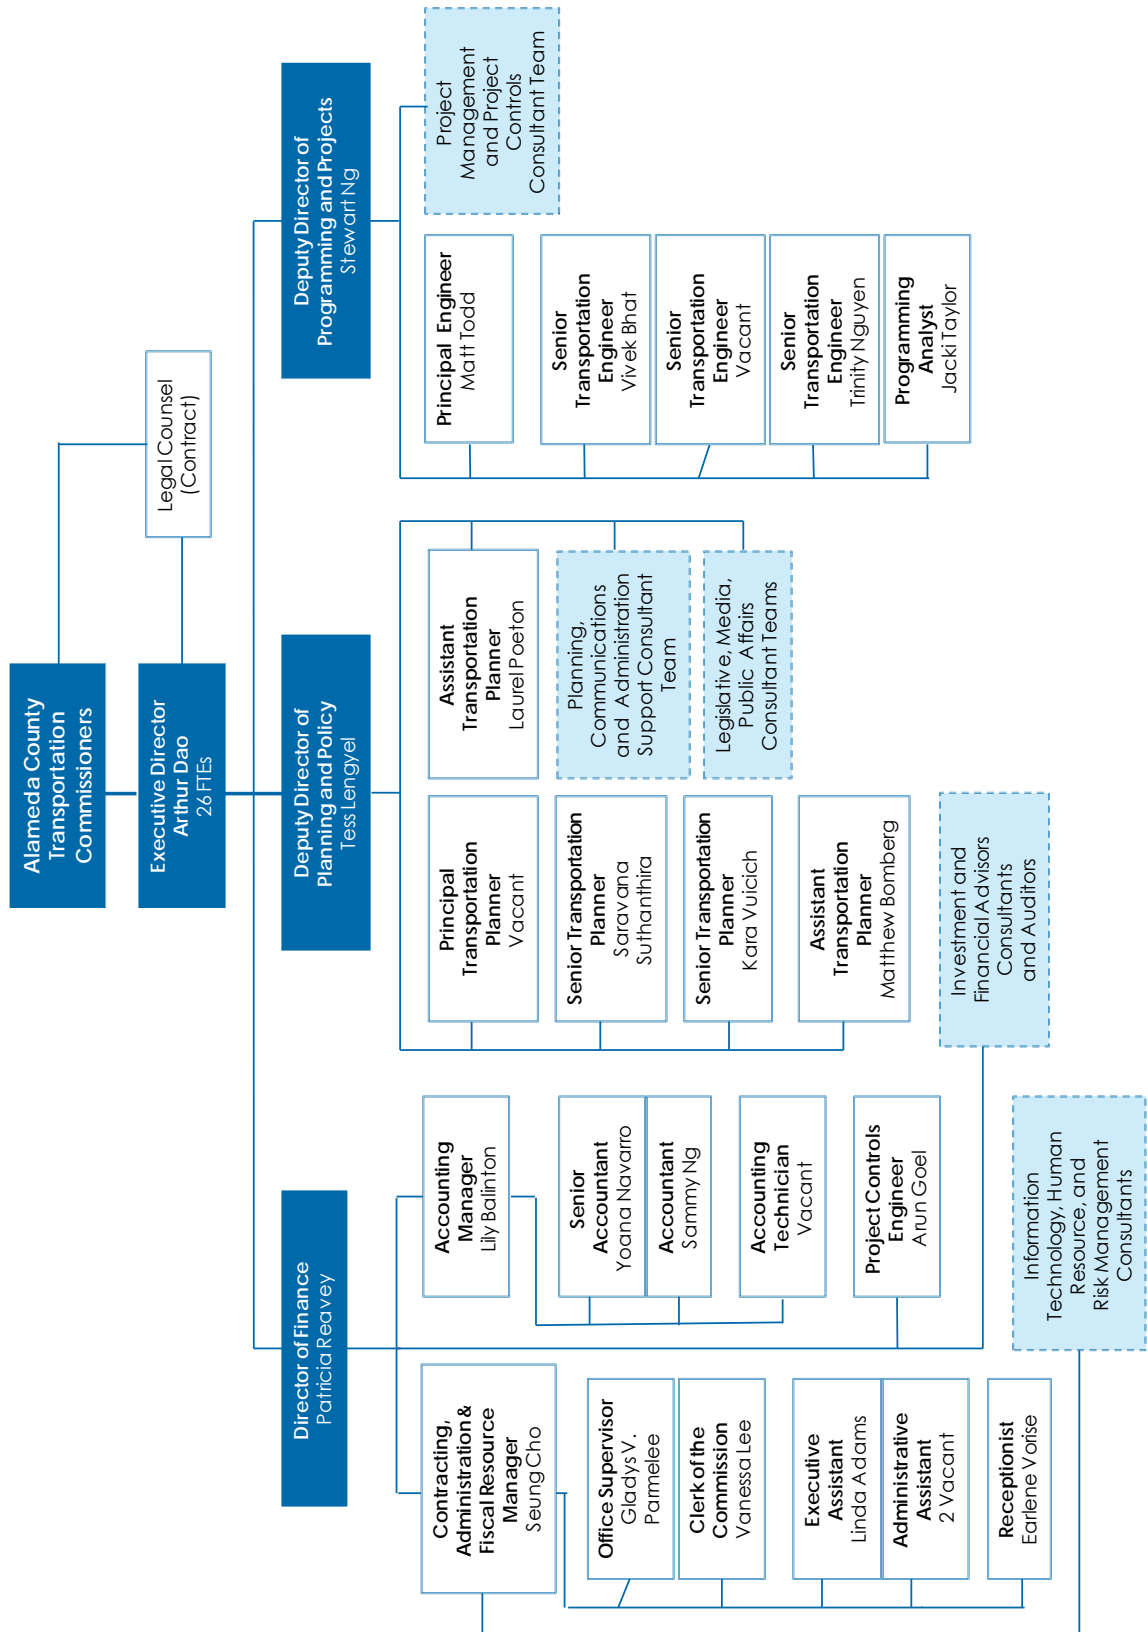 Alameda County
Transportation
Commissioners
Executive Director
Arthur Dao
26 FTEs
Legal Counsel
(Contract)
Director of Finance
Patricia Reavey
Deputy Director of
Planning and Policy
Tess Lengyel
Deputy Director of
Programming and Projects
Stewart Ng
Contracting,
Administration &
Fiscal Resource
Manager
Seung Cho
Office Supervisor
Gladys V.
Parmelee
Clerk of the
Commission
Vanessa Lee
Executive
Assistant
Linda Adams
Administrative
Assistant
2 Vacant
Receptionist
Earlene Vorise
Accounting
Manager
Lily Balinton
Senior
Accountant
Yoana Navarro
Accountant
Sammy Ng
Accounting
Technician
Vacant
Project Controls
Engineer
Arun Goel
Investment and
Financial Advisors
Consultants
and Auditors
Information
Technology, Human
Resource, and
Risk Management
Consultants
Principal
Transportation
Planner
Vacant
Senior Transportation
Planner
Saravana
Suthanthira
Senior Transportation
Planner
Kara Vuicich
Assistant
Transportation
Planner
Matthew Bomberg
Assistant
Transportation
Planner
Laurel Poeton
Planning,
Communications
and Administration
Support Consultant
Team
Legislative, Media,
Public Affairs
Consultant Teams
Principal Engineer
Matt Todd
Senior
Transportation
Engineer
Vivek Bhat
Senior
Transportation
Engineer
Vacant
Senior
Transportation
Engineer
Trinity Nguyen
Programming
Analyst
Jacki Taylor
Project
Management
and Project
Controls
Consultant Team